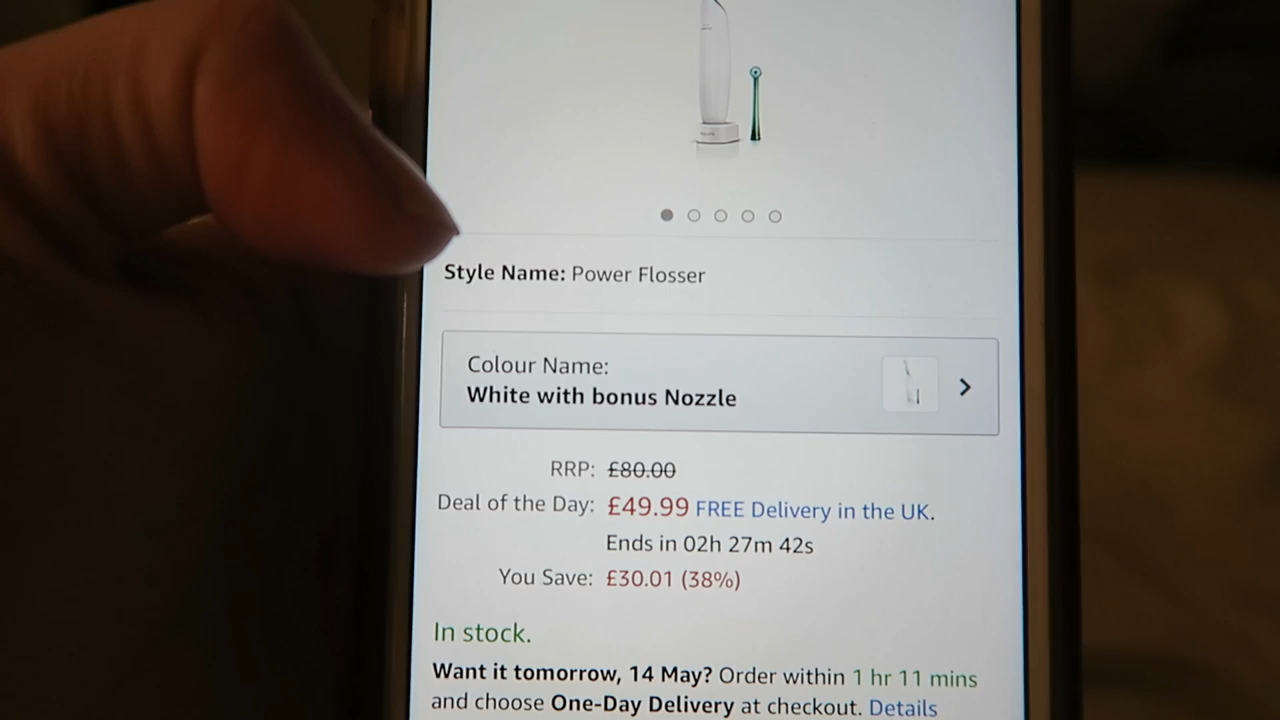 Style Name: Power Flosser
Colour Name:
White with bonus Nozzle
RRP: £80.00
Deal of the Day: £49.99 FREE Delivery in the UK.
Ends in 02h 27m 42s
You Save: £30.01 (38%)
In stock.
Want it tomorrow, 14 May? Order within 1 hr 11 mins
and choose One-Day Delivery at checkout. Details